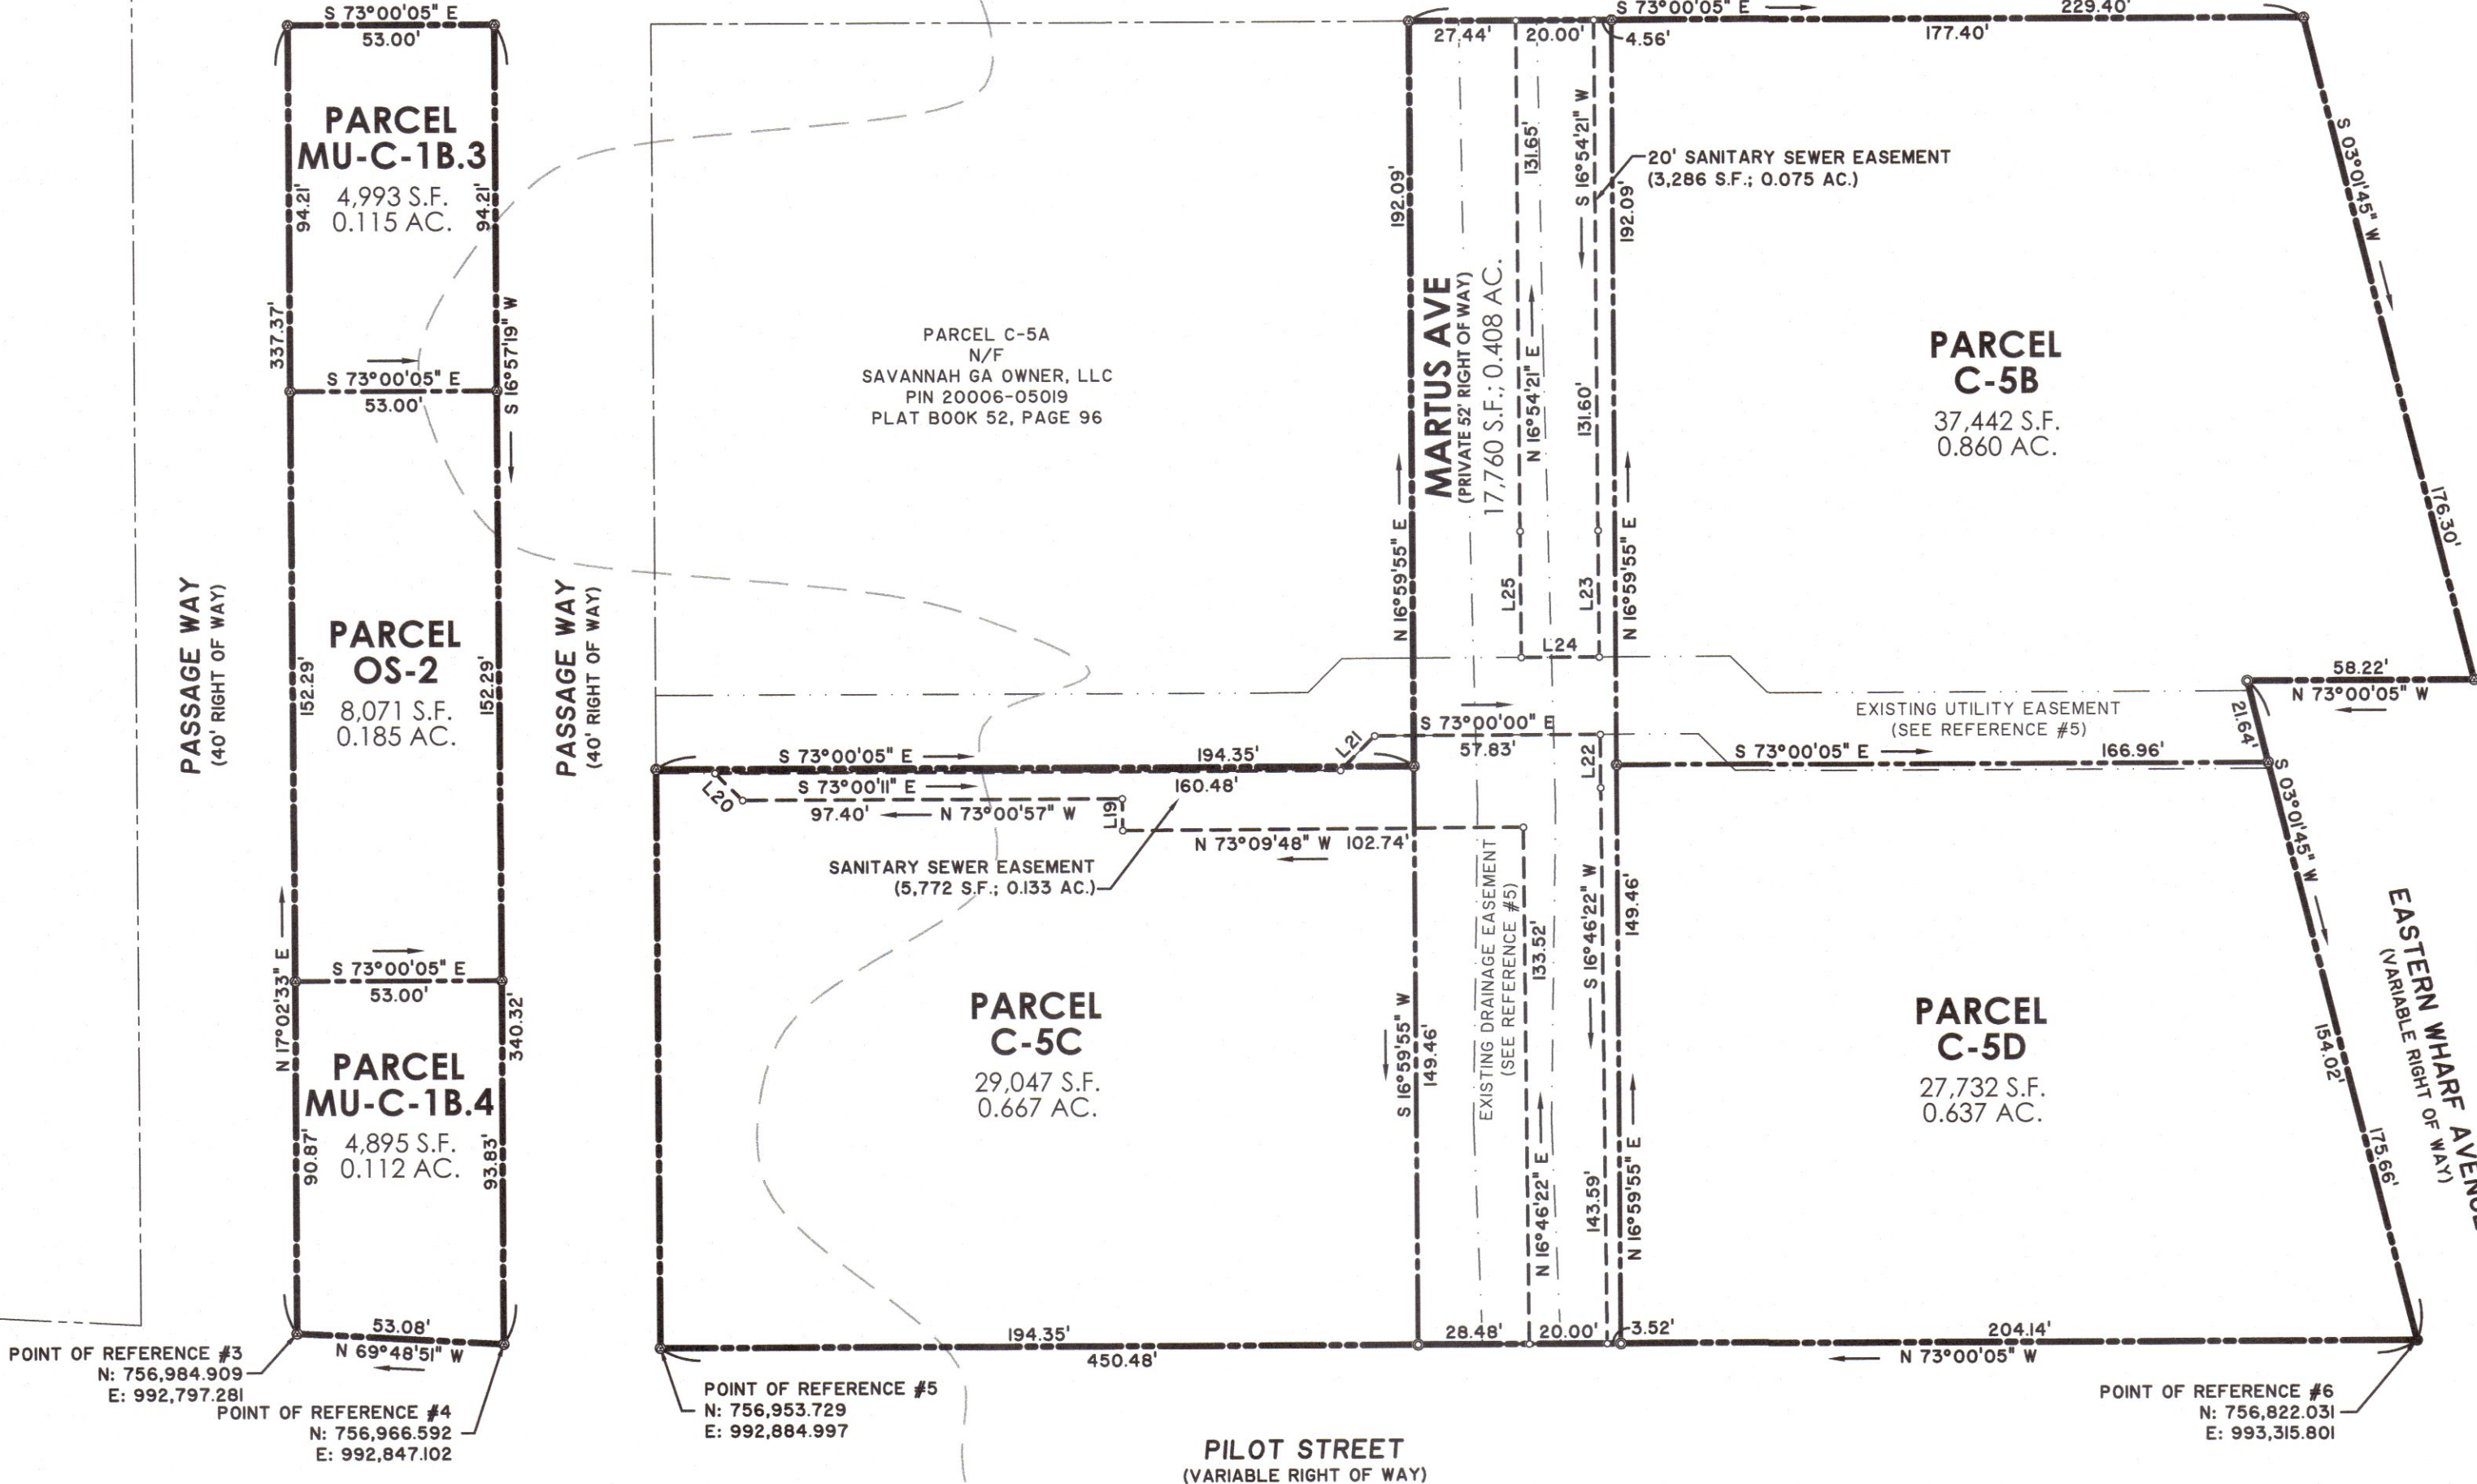 S 73°00'05" E
53.00'
PARCEL
MU-C-1B.3
4,993 S.F.
0.115 AC.
94.21'
94.21'
337.37'
S 16°57'19" W
S 73°00'05" E
53.00'
PASSAGE WAY
(40' RIGHT OF WAY)
PARCEL
OS-2
8,071 S.F.
0.185 AC.
152.29'
152.29'
PASSAGE WAY
(40' RIGHT OF WAY)
S 73°00'05" E
53.00'
N 17°02'33" E
340.32'
PARCEL
MU-C-1B.4
4,895 S.F.
0.112 AC.
90.87'
93.83'
53.08'
N 69°48'51" W
POINT OF REFERENCE #3
N: 756,984.909
E: 992,797.281
POINT OF REFERENCE #4
N: 756,966.592
E: 992,847.102
PARCEL C-5A
N/F
SAVANNAH GA OWNER, LLC
PIN 20006-05019
PLAT BOOK 52, PAGE 96
27.44'
20.00'
4.56'
S 73°00'05" E
229.40'
177.40'
192.09'
N 16°59'55" E
MARTUS AVE
(PRIVATE 52' RIGHT OF WAY)
17,760 S.F.; 0.408 AC.
131.65'
N 16°54'21" E
S 16°54'21" W
131.60'
192.09'
N 16°59'55" E
L25
L23
L24
20' SANITARY SEWER EASEMENT
(3,286 S.F.; 0.075 AC.)
PARCEL
C-5B
37,442 S.F.
0.860 AC.
S 03°01'45" W
176.30'
58.22'
N 73°00'05" W
21.64'
EXISTING UTILITY EASEMENT
(SEE REFERENCE #5)
S 73°00'05" E
166.96'
S 73°00'00" E
57.83'
L21
L22
S 73°00'05" E
194.35'
160.48'
L20
S 73°00'11" E
97.40'
N 73°00'57" W
L19
N 73°09'48" W 102.74'
SANITARY SEWER EASEMENT
(5,772 S.F.; 0.133 AC.)
PARCEL
C-5C
29,047 S.F.
0.667 AC.
S 16°59'55" W
149.46'
EXISTING DRAINAGE EASEMENT
(SEE REFERENCE #5)
133.52'
N 16°46'22" E
S 16°46'22" W
143.59'
149.46'
N 16°59'55" E
PARCEL
C-5D
27,732 S.F.
0.637 AC.
S 03°01'45" W
154.02'
175.66'
EASTERN WHARF AVENUE
(VARIABLE RIGHT OF WAY)
194.35'
450.48'
28.48'
20.00'
3.52'
204.14'
N 73°00'05" W
POINT OF REFERENCE #5
N: 756,953.729
E: 992,884.997
POINT OF REFERENCE #6
N: 756,822.031
E: 993,315.801
PILOT STREET
(VARIABLE RIGHT OF WAY)